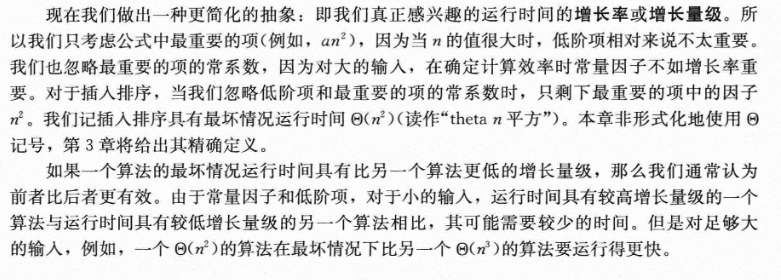 现在我们做出一种更简化的抽象：即我们真正感兴趣的运行时间的增长率或增长量级。所
以我们只考虑公式中最重要的项(例如，an²)，因为当 n 的值很大时，低阶项相对来说不太重要。
我们也忽略最重要的项的常系数，因为对大的输入，在确定计算效率时常量因子不如增长率重
要。对于插入排序，当我们忽略低阶项和最重要的项的常系数时，只剩下最重要的项中的因子
n²。我们记插入排序具有最坏情况运行时间 Θ(n²)(读作“theta n 平方”)。本章非形式化地使用 Θ
记号，第 3 章将给出其精确定义。
如果一个算法的最坏情况运行时间具有比另一个算法更低的增长量级，那么我们通常认为
前者比后者更有效。由于常量因子和低阶项，对于小的输入，运行时间具有较高增长量级的一个
算法与运行时间具有较低增长量级的另一个算法相比，其可能需要较少的时间。但是对足够大
的输入，例如，一个 Θ(n²)的算法在最坏情况下比另一个 Θ(n³)的算法要运行得更快。